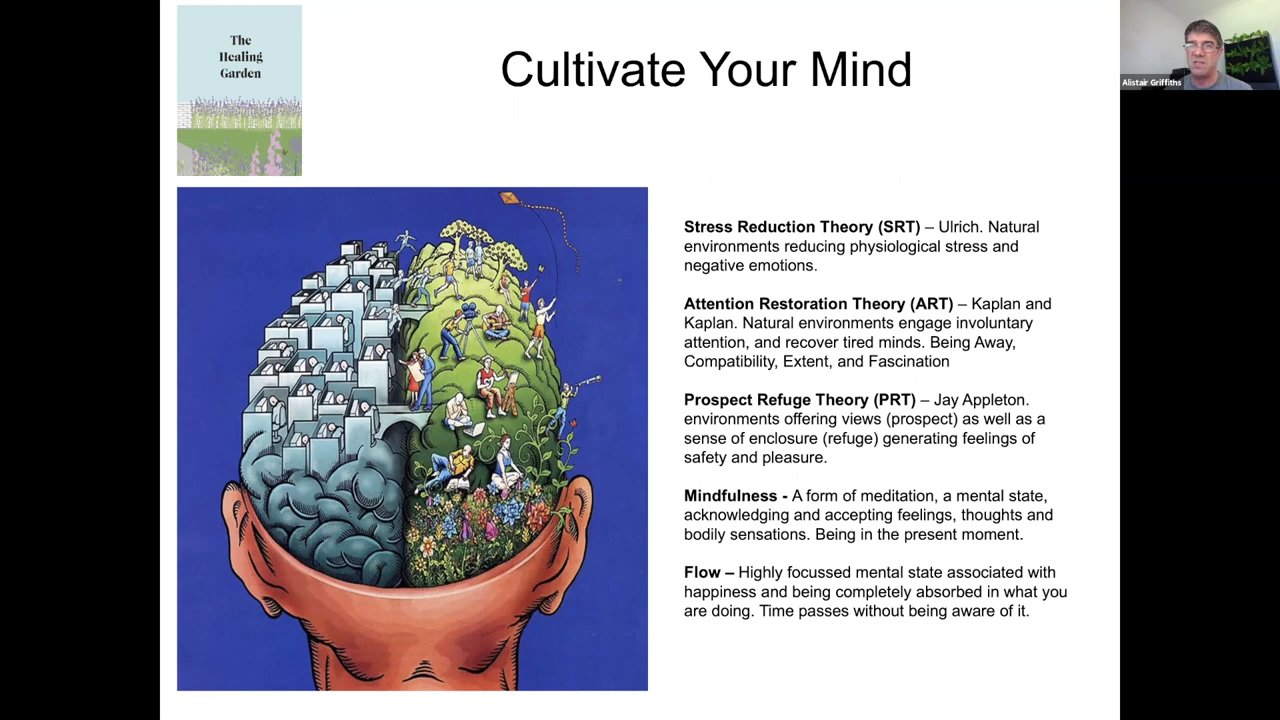 The
Healing
Garden
Cultivate Your Mind
Alistair Griffiths
Stress Reduction Theory (SRT) – Ulrich. Natural
environments reducing physiological stress and
negative emotions.
Attention Restoration Theory (ART) – Kaplan and
Kaplan. Natural environments engage involuntary
attention, and recover tired minds. Being Away,
Compatibility, Extent, and Fascination
Prospect Refuge Theory (PRT) – Jay Appleton.
environments offering views (prospect) as well as a
sense of enclosure (refuge) generating feelings of
safety and pleasure.
Mindfulness - A form of meditation, a mental state,
acknowledging and accepting feelings, thoughts and
bodily sensations. Being in the present moment.
Flow – Highly focussed mental state associated with
happiness and being completely absorbed in what you
are doing. Time passes without being aware of it.